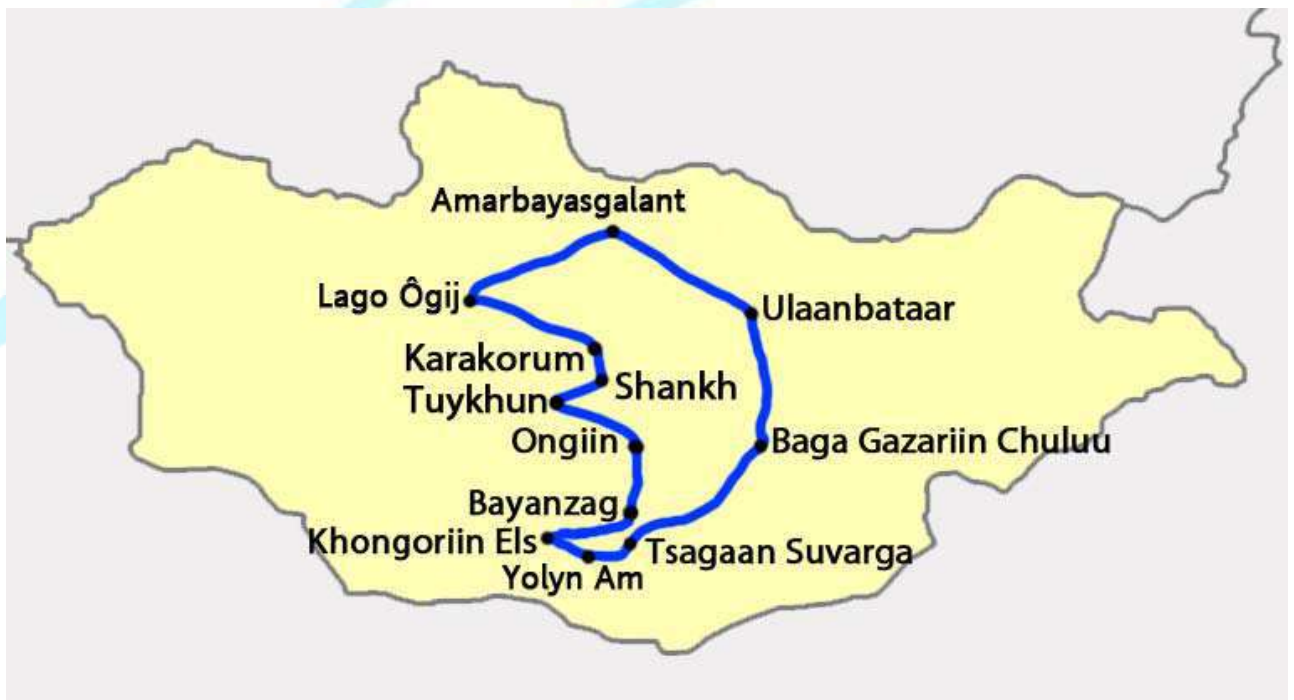 Amarbayasgalant
Lago Ôgij
Ulaanbataar
Karakorum
Shankh
Tuykhun
Ongiin
Baga Gazariin Chuluu
Bayanzag
Khongoriin Els
Tsagaan Suvarga
Yolyn Am